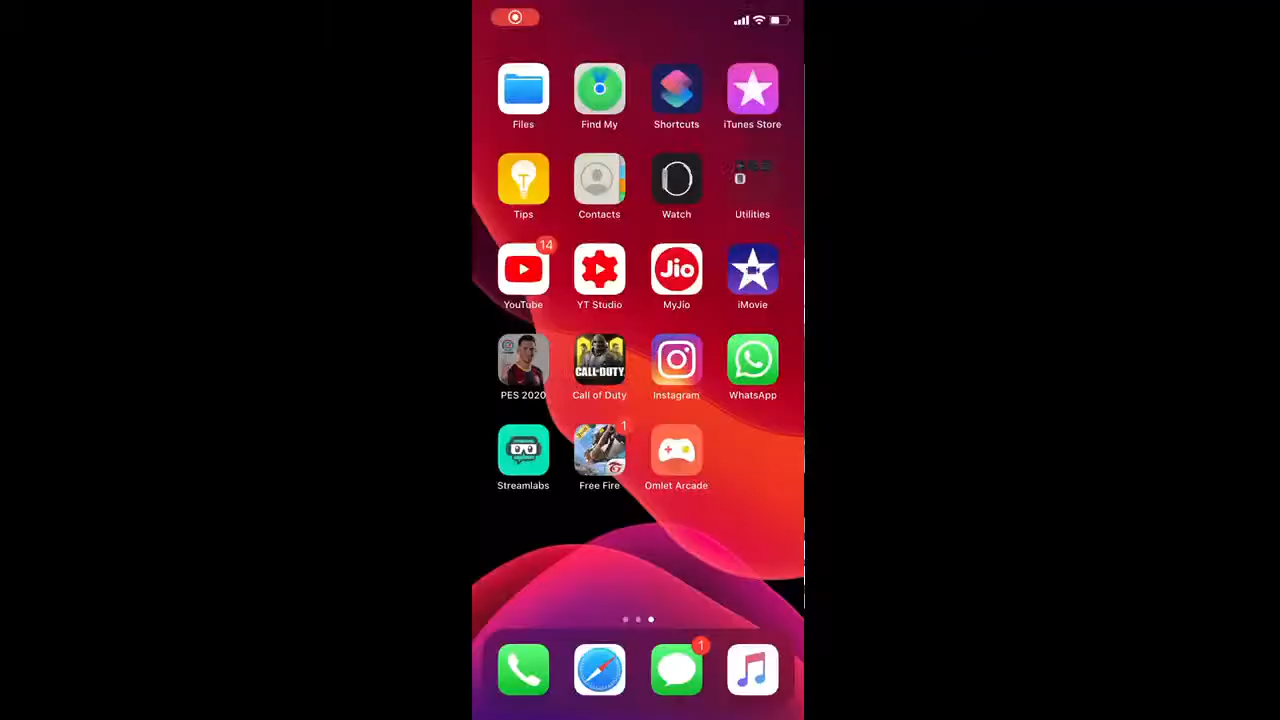 Files Find My Shortcuts iTunes Store
Tips Contacts Watch Utilities
14
YouTube YT Studio MyJio iMovie
Jio
PES 2020 Call of Duty Instagram WhatsApp
CALL·DUTY
1
Streamlabs Free Fire Omlet Arcade
1